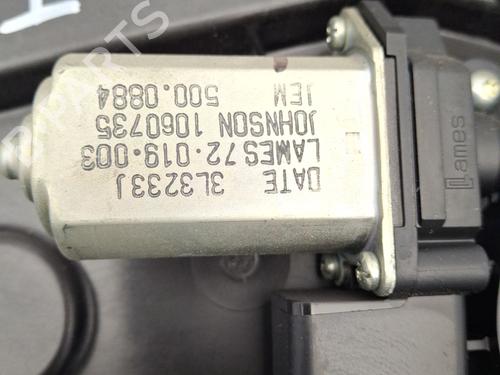 DATE 3L3233J
LAMES 72.019.003
JOHNSON 1060735
IEM 500.0884
Lames
B-PARTS